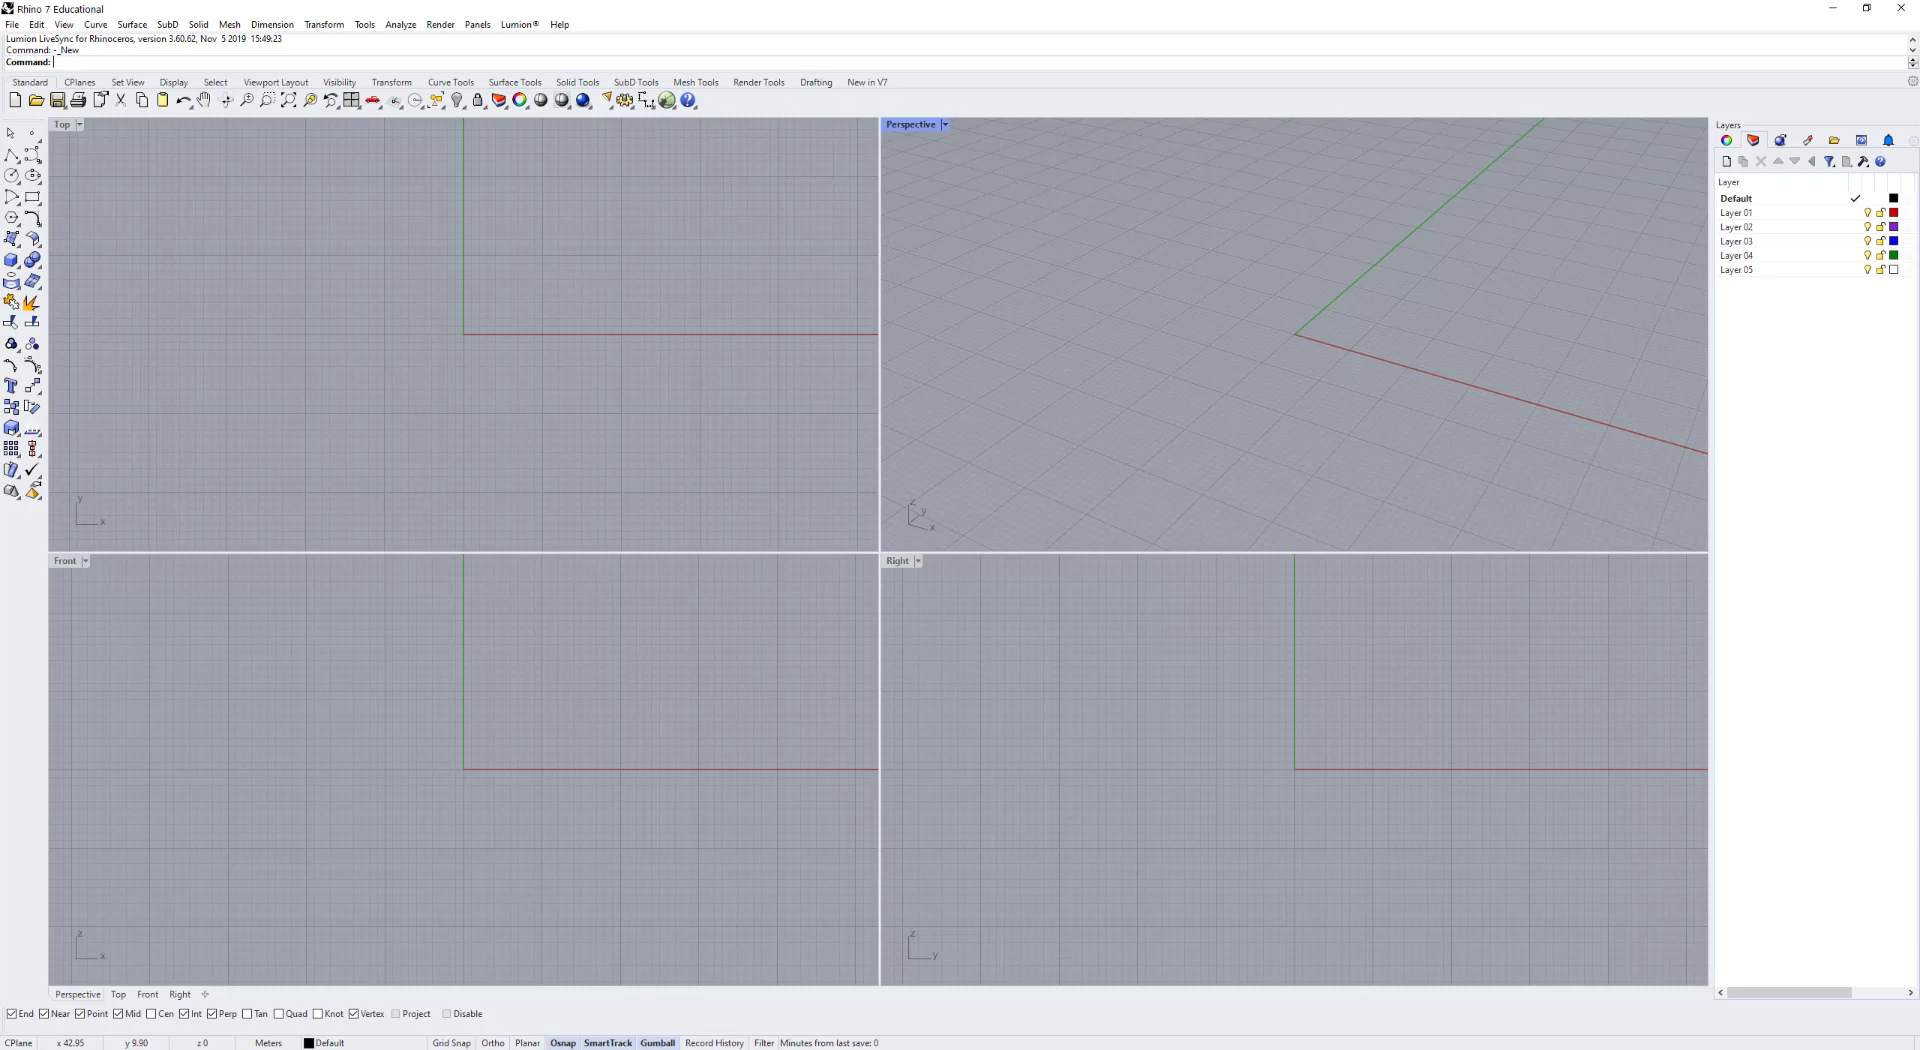 Rhino 7 Educational
File Edit View Curve Surface SubD Solid Mesh Dimension Transform Tools Analyze Render Panels Lumion® Help
Lumion LiveSync for Rhinoceros, version 3.60.62, Nov 5 2019 15:49:23
Command: -_New
Command:
Standard CPlanes Set View Display Select Viewport Layout Visibility Transform Curve Tools Surface Tools Solid Tools SubD Tools Mesh Tools Render Tools Drafting New in V7
Top
Perspective
Layers
Layer
Default
Layer 01
Layer 02
Layer 03
Layer 04
Layer 05
y
x
z
y
x
Front
Right
z
x
z
y
Perspective Top Front Right
End Near Point Mid Cen Int Perp Tan Quad Knot Vertex Project Disable
CPlane x 42.95 y 9.90 z 0 Meters Default Grid Snap Ortho Planar Osnap SmartTrack Gumball Record History Filter Minutes from last save: 0